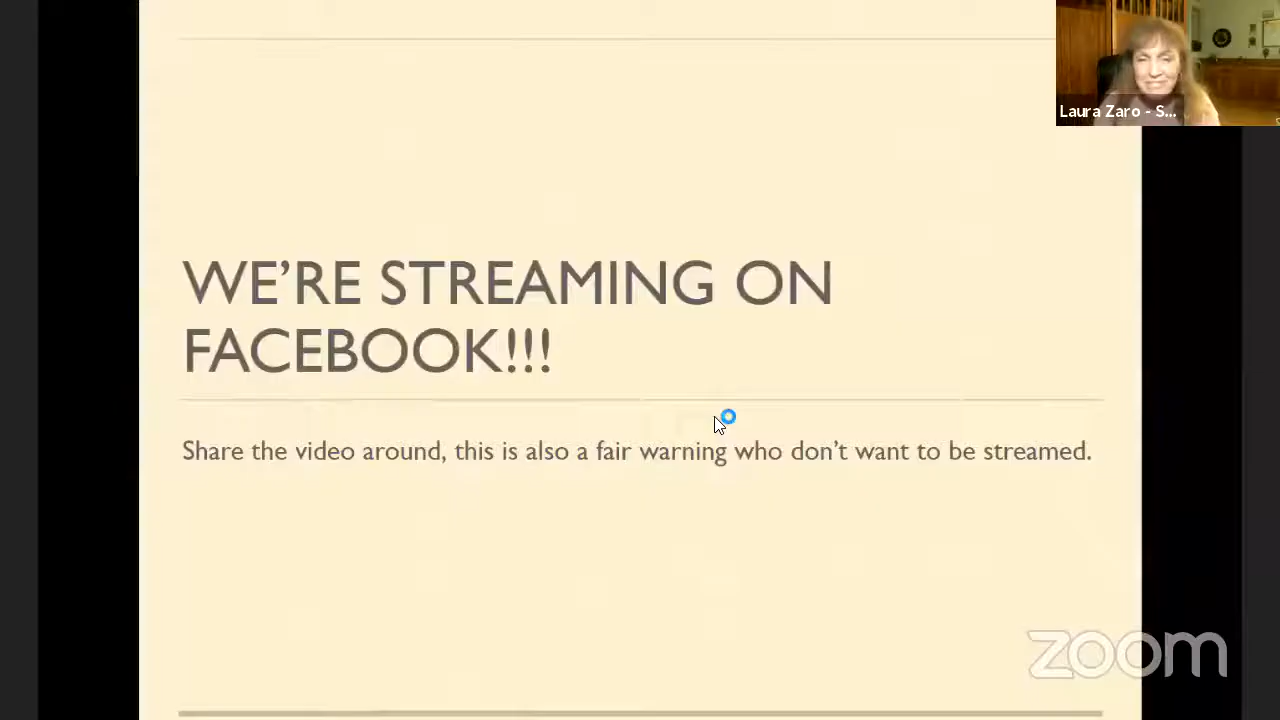 Laura Zaro - S...
WE’RE STREAMING ON
FACEBOOK!!!
Share the video around, this is also a fair warning who don’t want to be streamed.
zoom